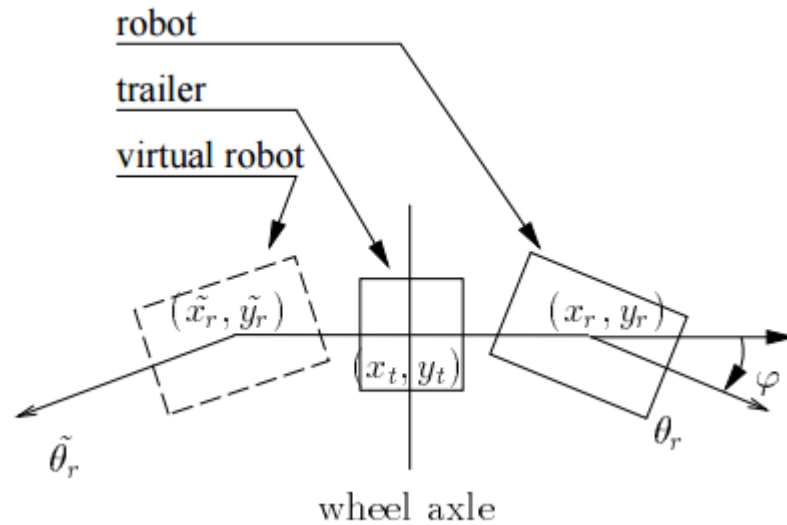 robot
trailer
virtual robot
(x̃_r, ỹ_r)
(x_r, y_r)
(x_t, y_t)
φ
θ_r
θ̃_r
wheel axle